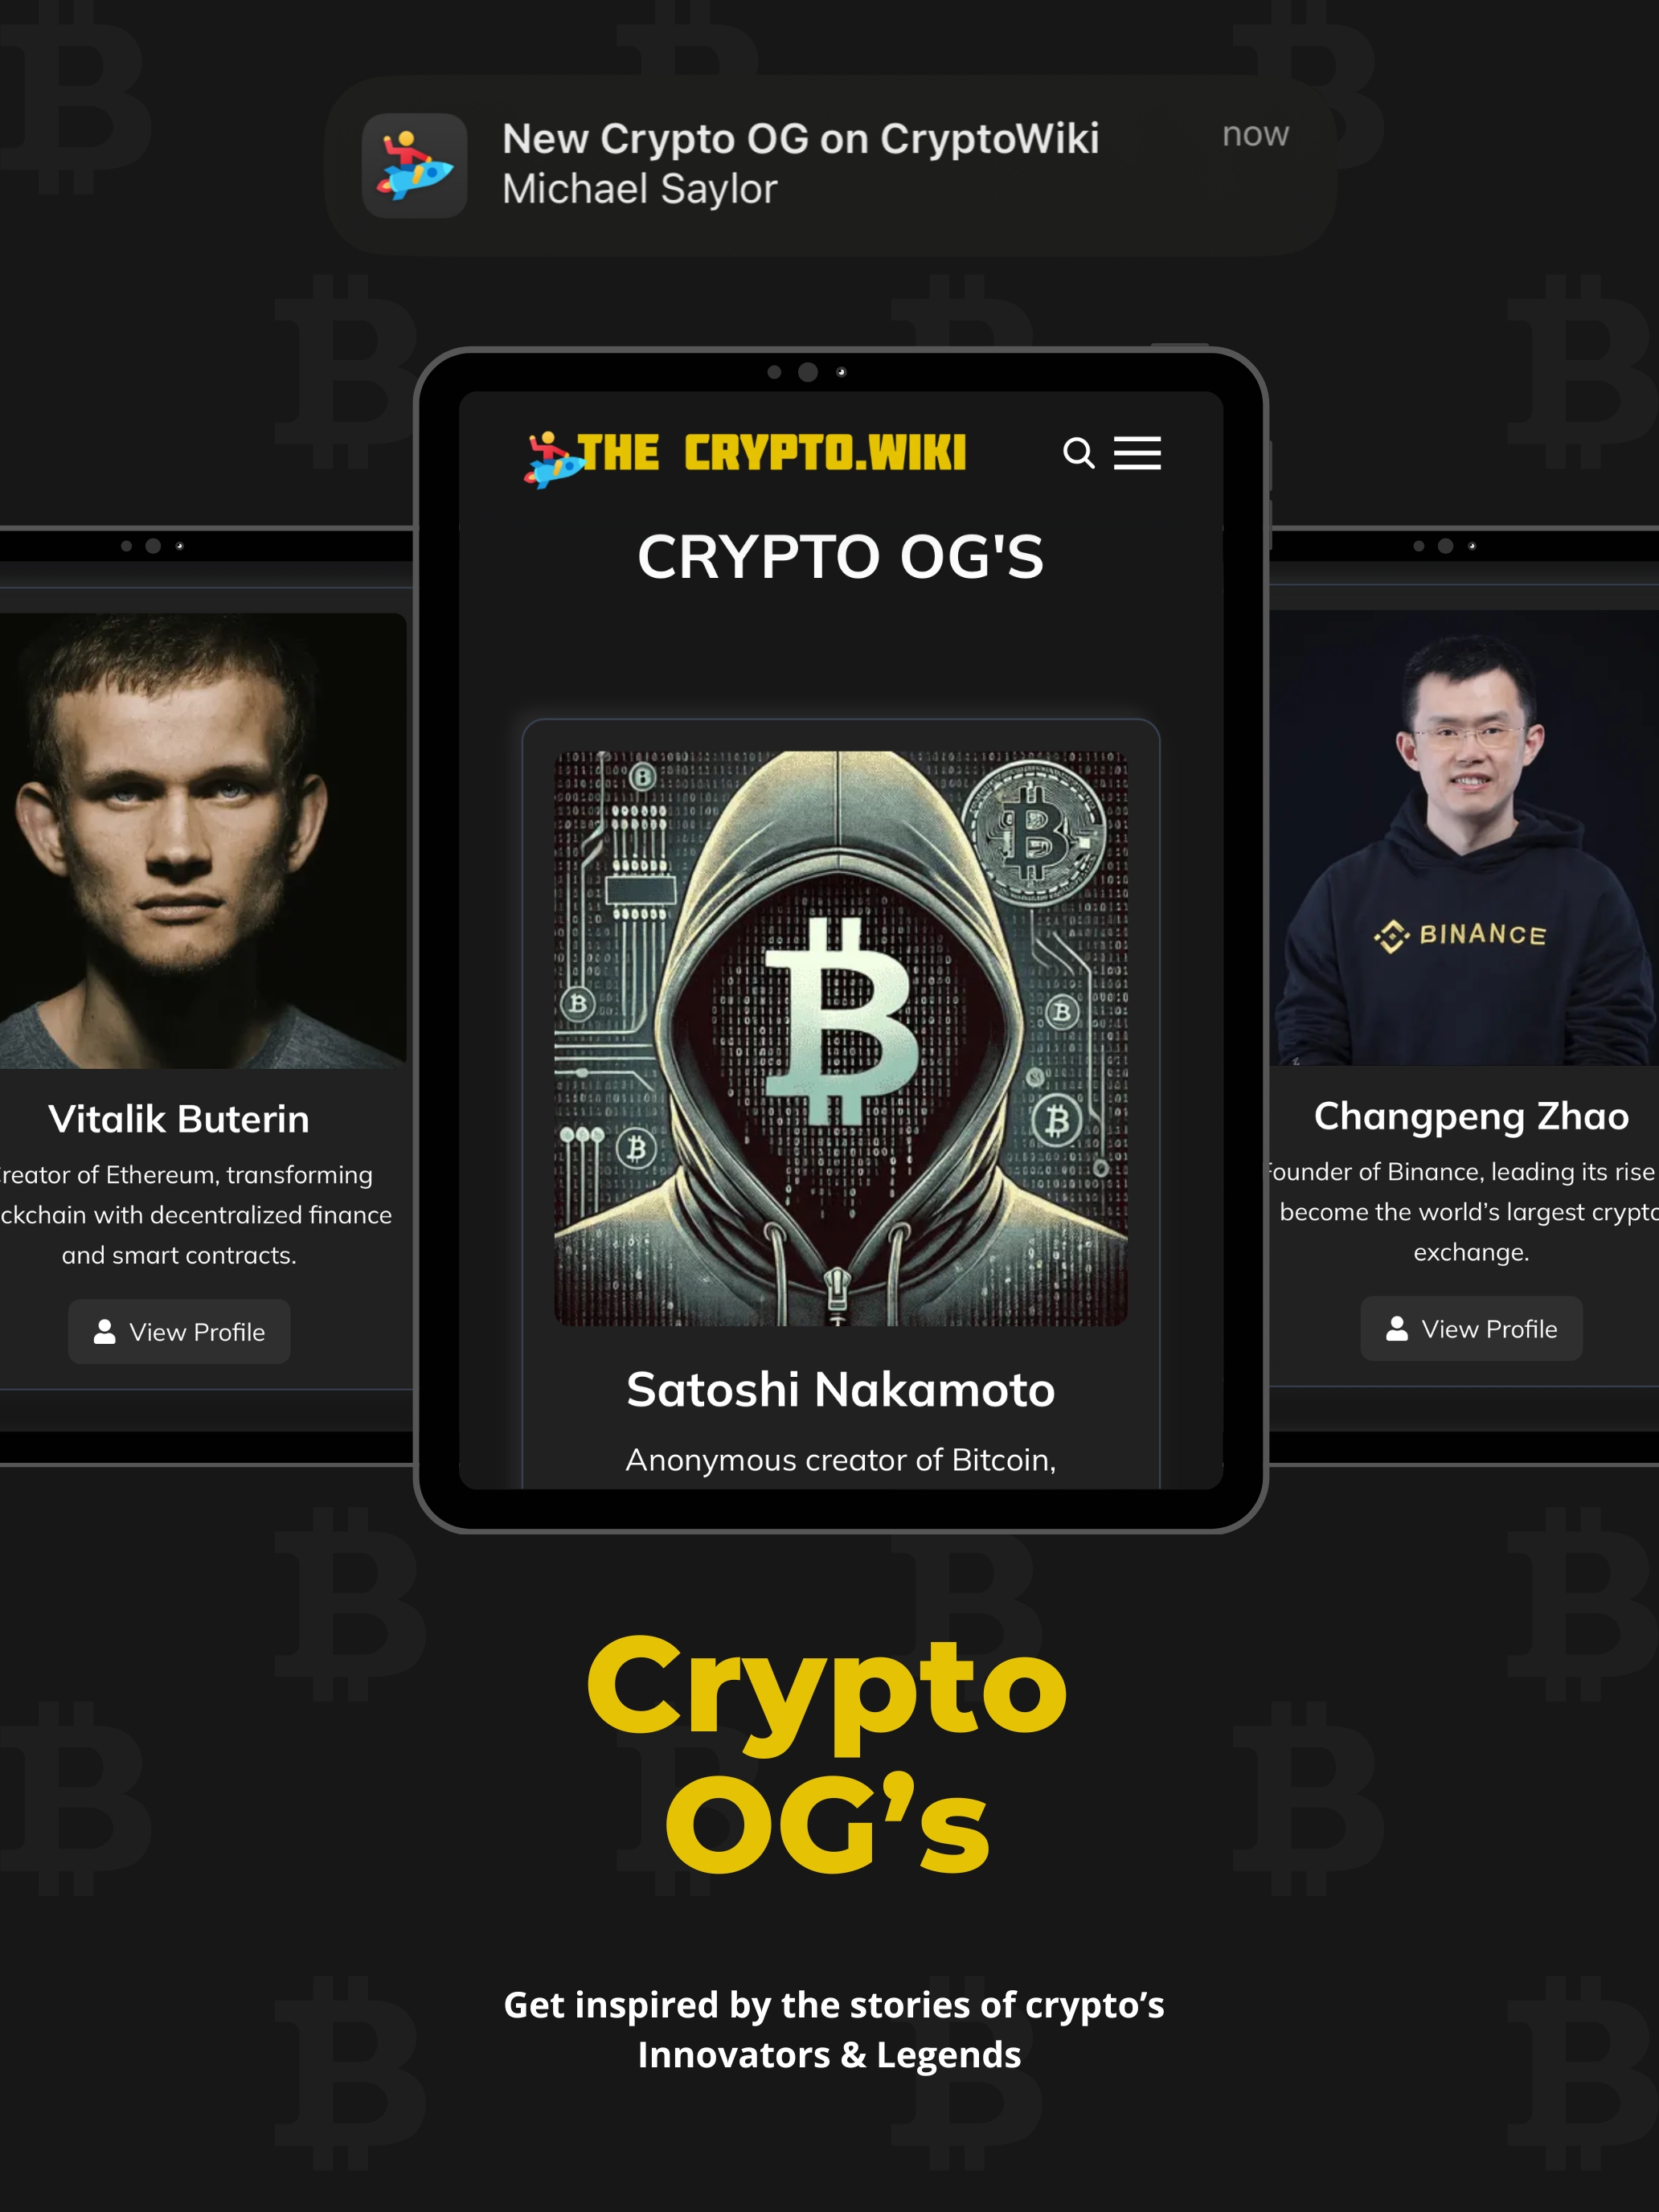 New Crypto OG on CryptoWiki
now
Michael Saylor
THE CRYPTO.WIKI
CRYPTO OG'S
Vitalik Buterin
reator of Ethereum, transforming
ckchain with decentralized finance
and smart contracts.
View Profile
Satoshi Nakamoto
Anonymous creator of Bitcoin,
BINANCE
Changpeng Zhao
Founder of Binance, leading its rise
become the world’s largest crypto
exchange.
View Profile
Crypto
OG’s
Get inspired by the stories of crypto’s
Innovators & Legends